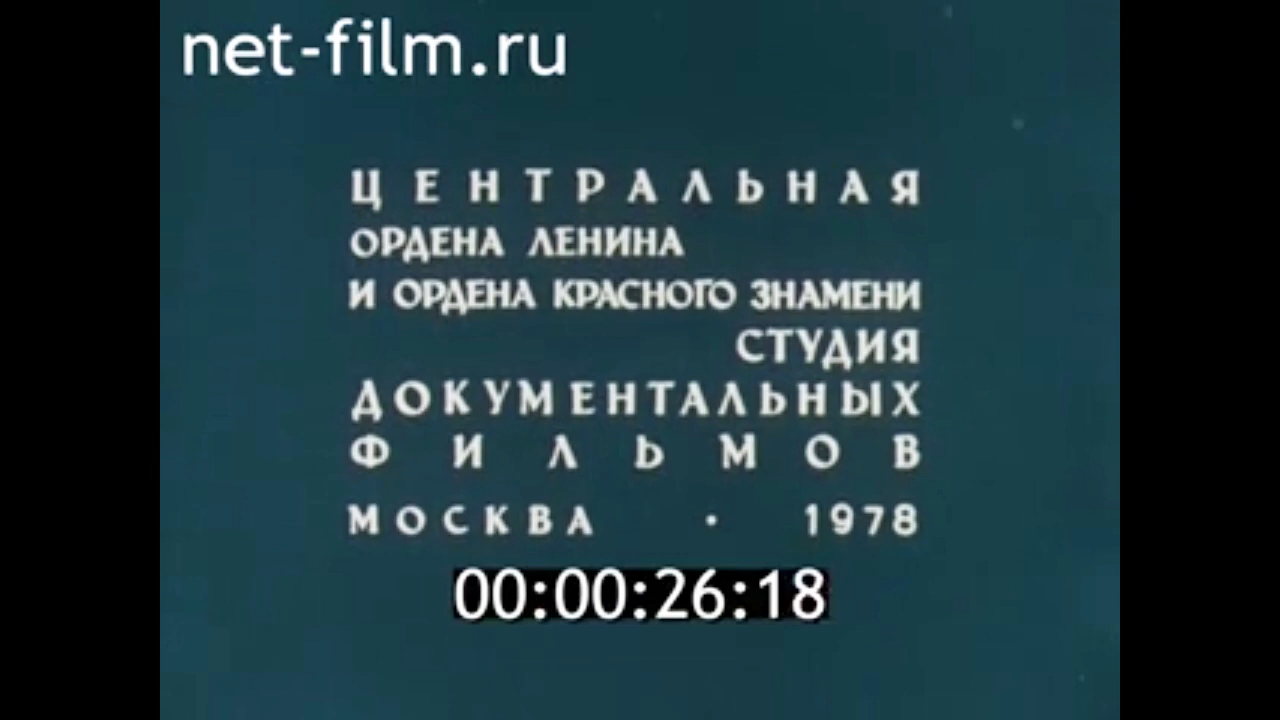 net-film.ru
ЦЕНТРАЛЬНАЯ
ОРДЕНА ЛЕНИНА
И ОРДЕНА КРАСНОГО ЗНАМЕНИ
СТУДИЯ
ДОКУМЕНТАЛЬНЫХ
ФИЛЬМОВ
МОСКВА · 1978
00:00:26:18